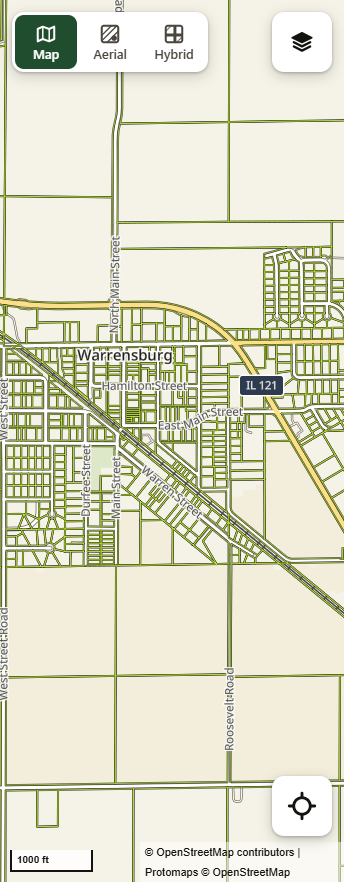 Map
Aerial
Hybrid
North Main Street
Warrensburg
Hamilton Street
IL 121
West Street
East Main Street
Durfee Street
Main Street
Warren Street
West Street Road
Roosevelt Road
1000 ft
© OpenStreetMap contributors |
Protomaps © OpenStreetMap